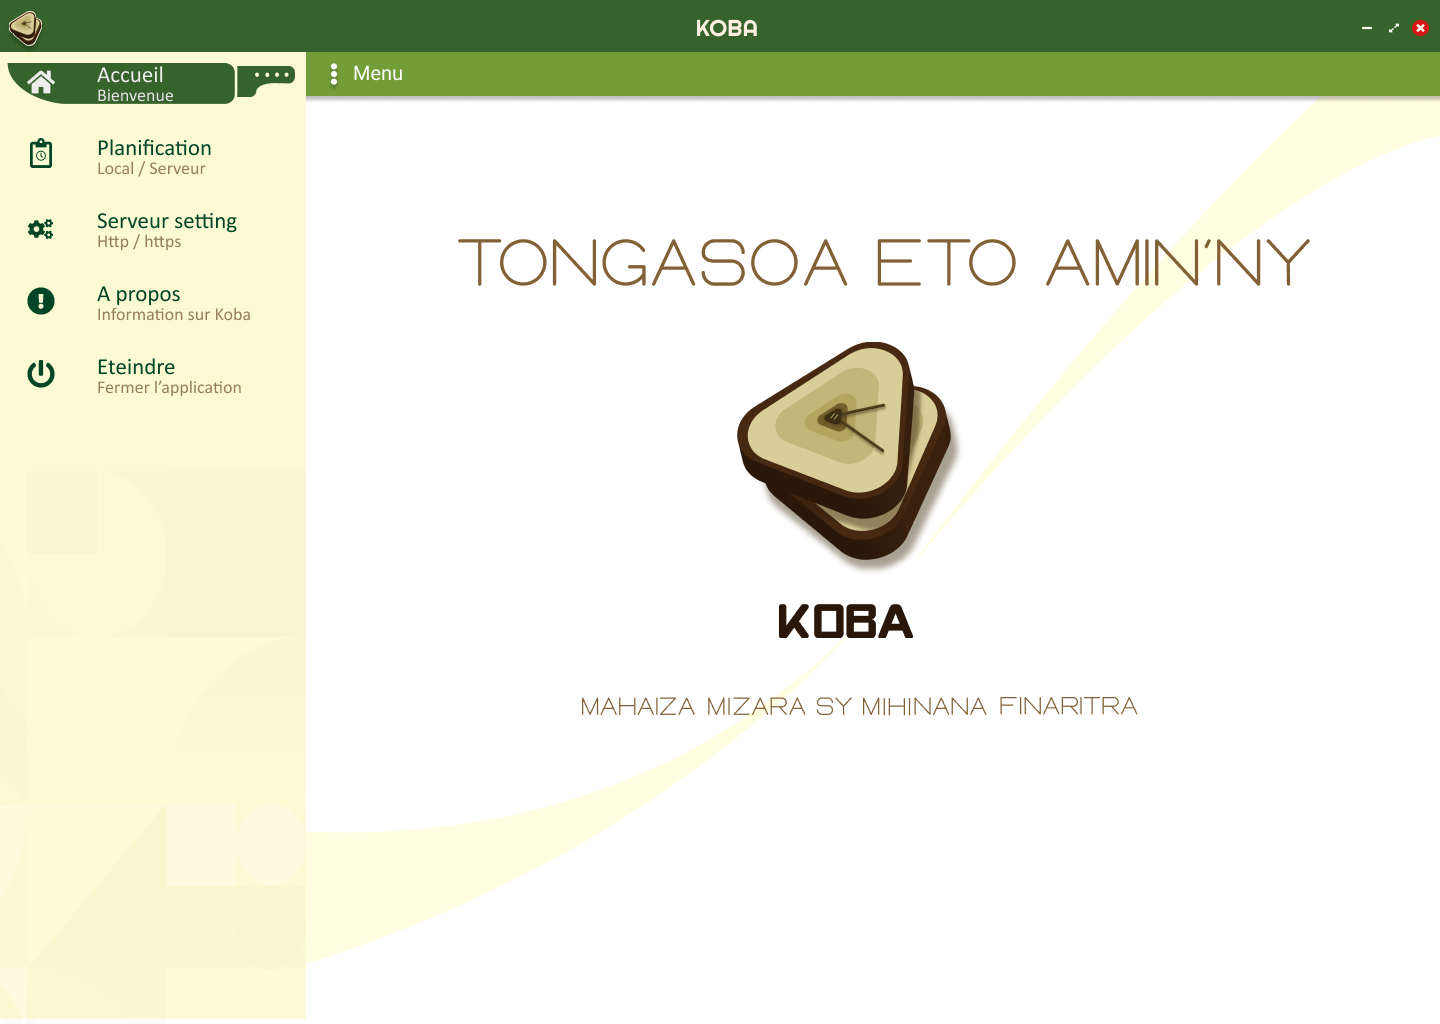 KOBA
Accueil
Bienvenue
Menu
Planification
Local / Serveur
Serveur setting
Http / https
A propos
Information sur Koba
Eteindre
Fermer l'application
TONGASOA ETO AMIN'NY
KOBA
MAHAIZA MIZARA SY MIHINANA FINARITRA